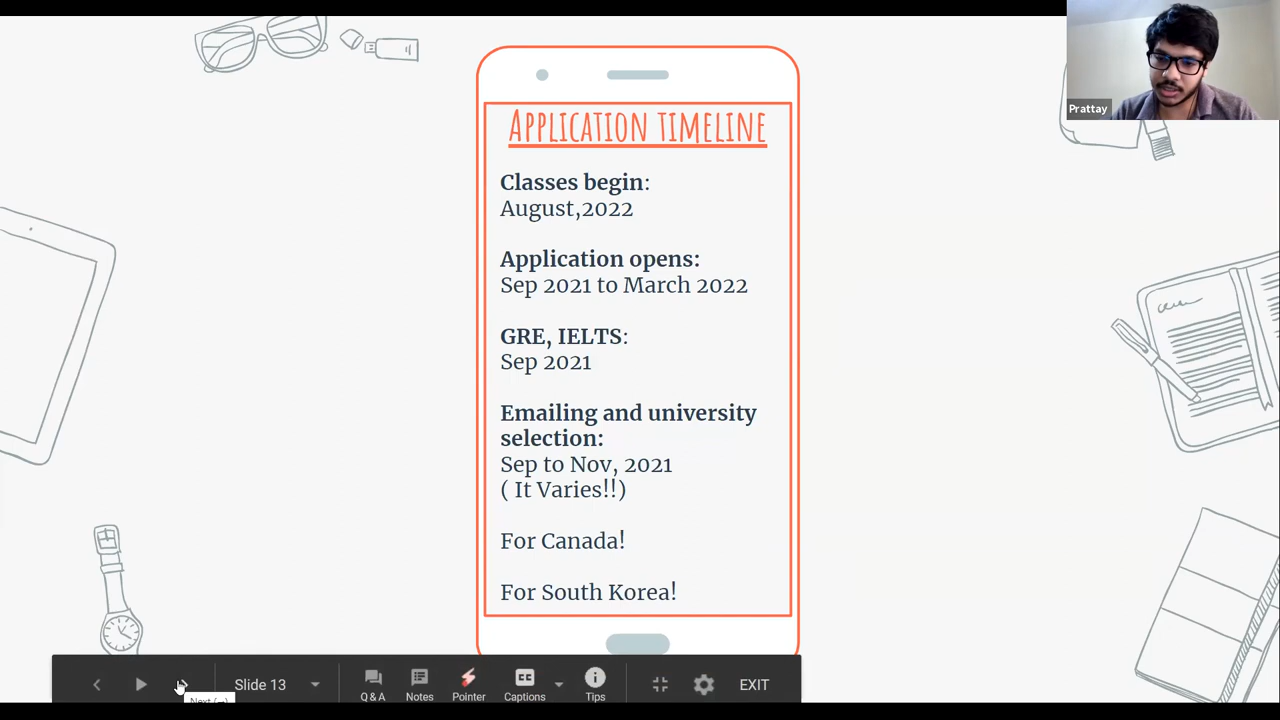 Prattay
APPLICATION TIMELINE
Classes begin:
August,2022
Application opens:
Sep 2021 to March 2022
GRE, IELTS:
Sep 2021
Emailing and university
selection:
Sep to Nov, 2021
( It Varies!!)
For Canada!
For South Korea!
Slide 13
Q & A
Notes
Pointer
CC
Captions
Tips
EXIT
Next (→)